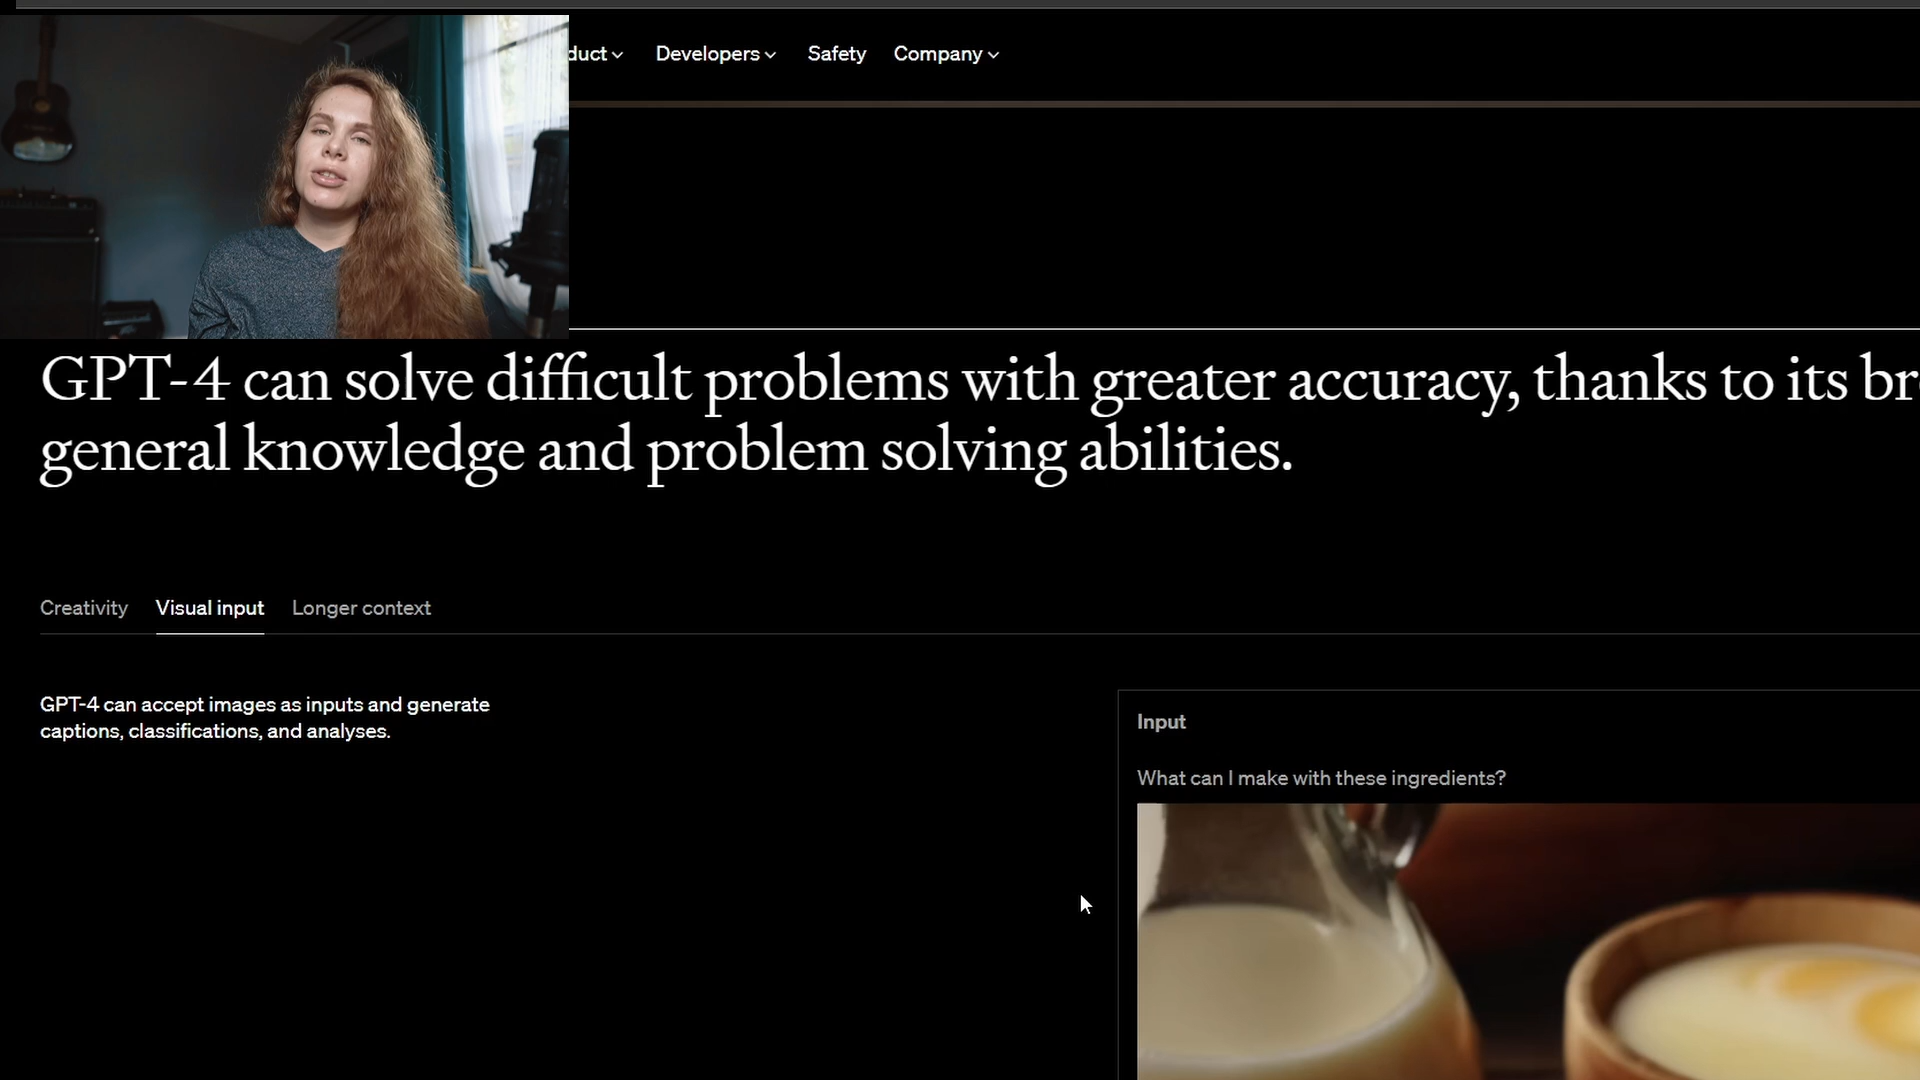 Developers
Safety
Company
GPT-4 can solve difficult problems with greater accuracy, thanks to its
general knowledge and problem solving abilities.
Creativity
Visual input
Longer context
GPT-4 can accept images as inputs and generate
captions, classifications, and analyses.
Input
What can I make with these ingredients?